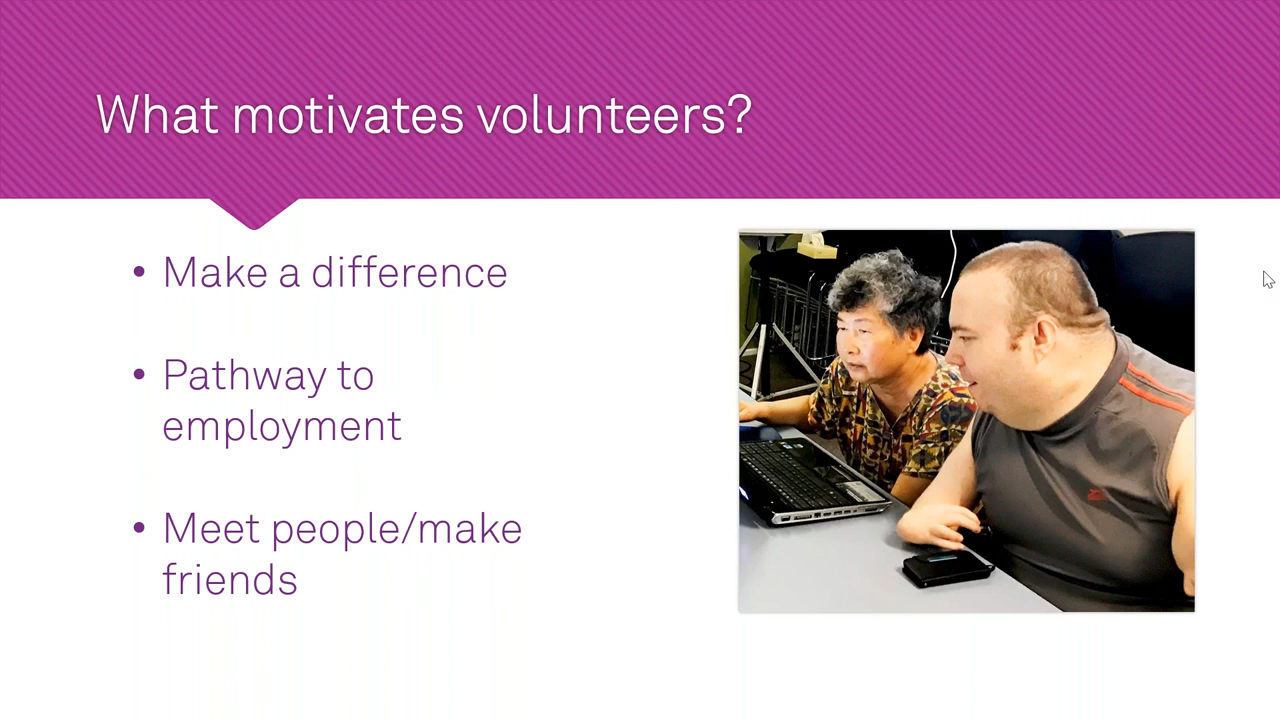 What motivates volunteers?
• Make a difference
• Pathway to
employment
• Meet people/make
friends